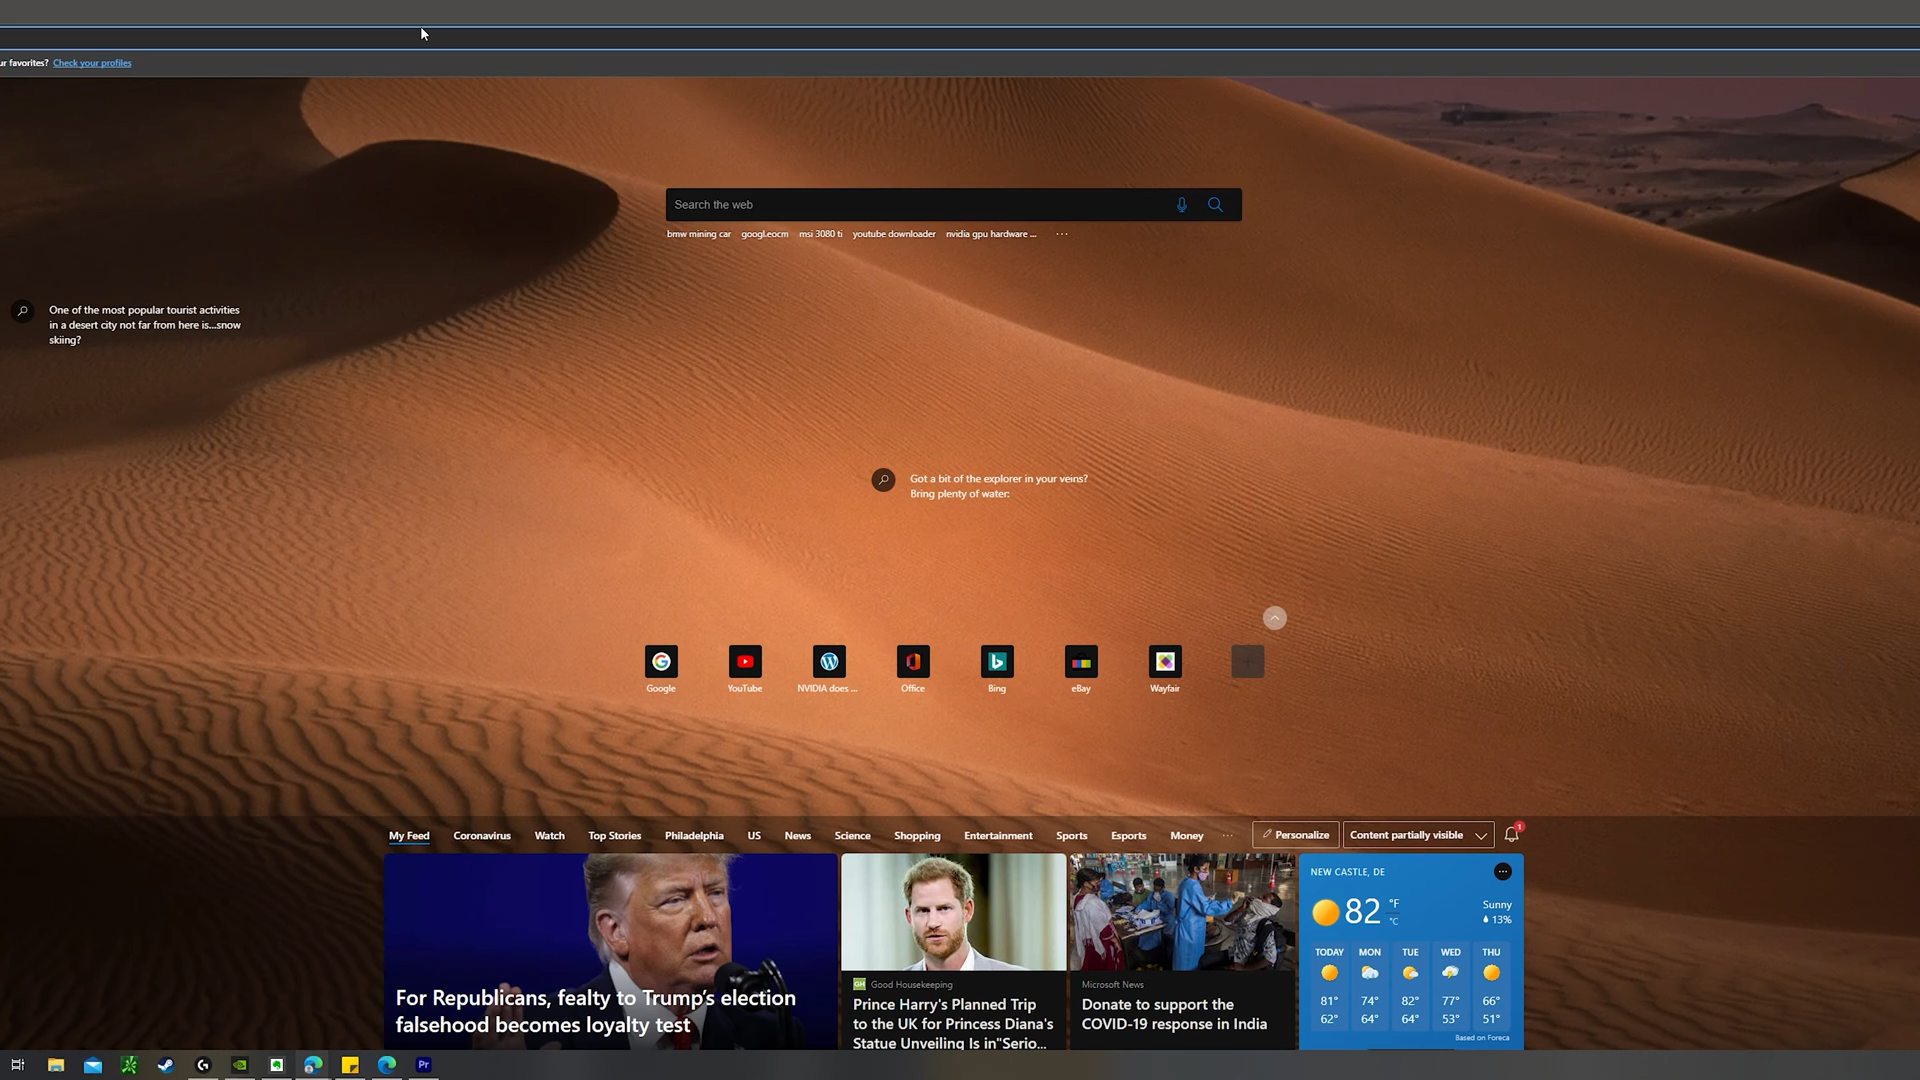 ur favorites? Check your profiles
Search the web
bmw mining car googl.eocm msi 3080 ti youtube downloader nvidia gpu hardware ... ...
One of the most popular tourist activities
in a desert city not far from here is...snow
skiing?
Got a bit of the explorer in your veins?
Bring plenty of water:
Google YouTube NVIDIA does ... Office Bing eBay Wayfair
My Feed Coronavirus Watch Top Stories Philadelphia US News Science Shopping Entertainment Sports Esports Money ... Personalize Content partially visible 1
For Republicans, fealty to Trump's election
falsehood becomes loyalty test
GH Good Housekeeping
Prince Harry's Planned Trip
to the UK for Princess Diana's
Statue Unveiling Is in"Serio...
Microsoft News
Donate to support the
COVID-19 response in India
NEW CASTLE, DE
82 °F
°C
Sunny
13%
TODAY MON TUE WED THU
81° 74° 82° 77° 66°
62° 64° 64° 53° 51°
Based on Foreca
Pr